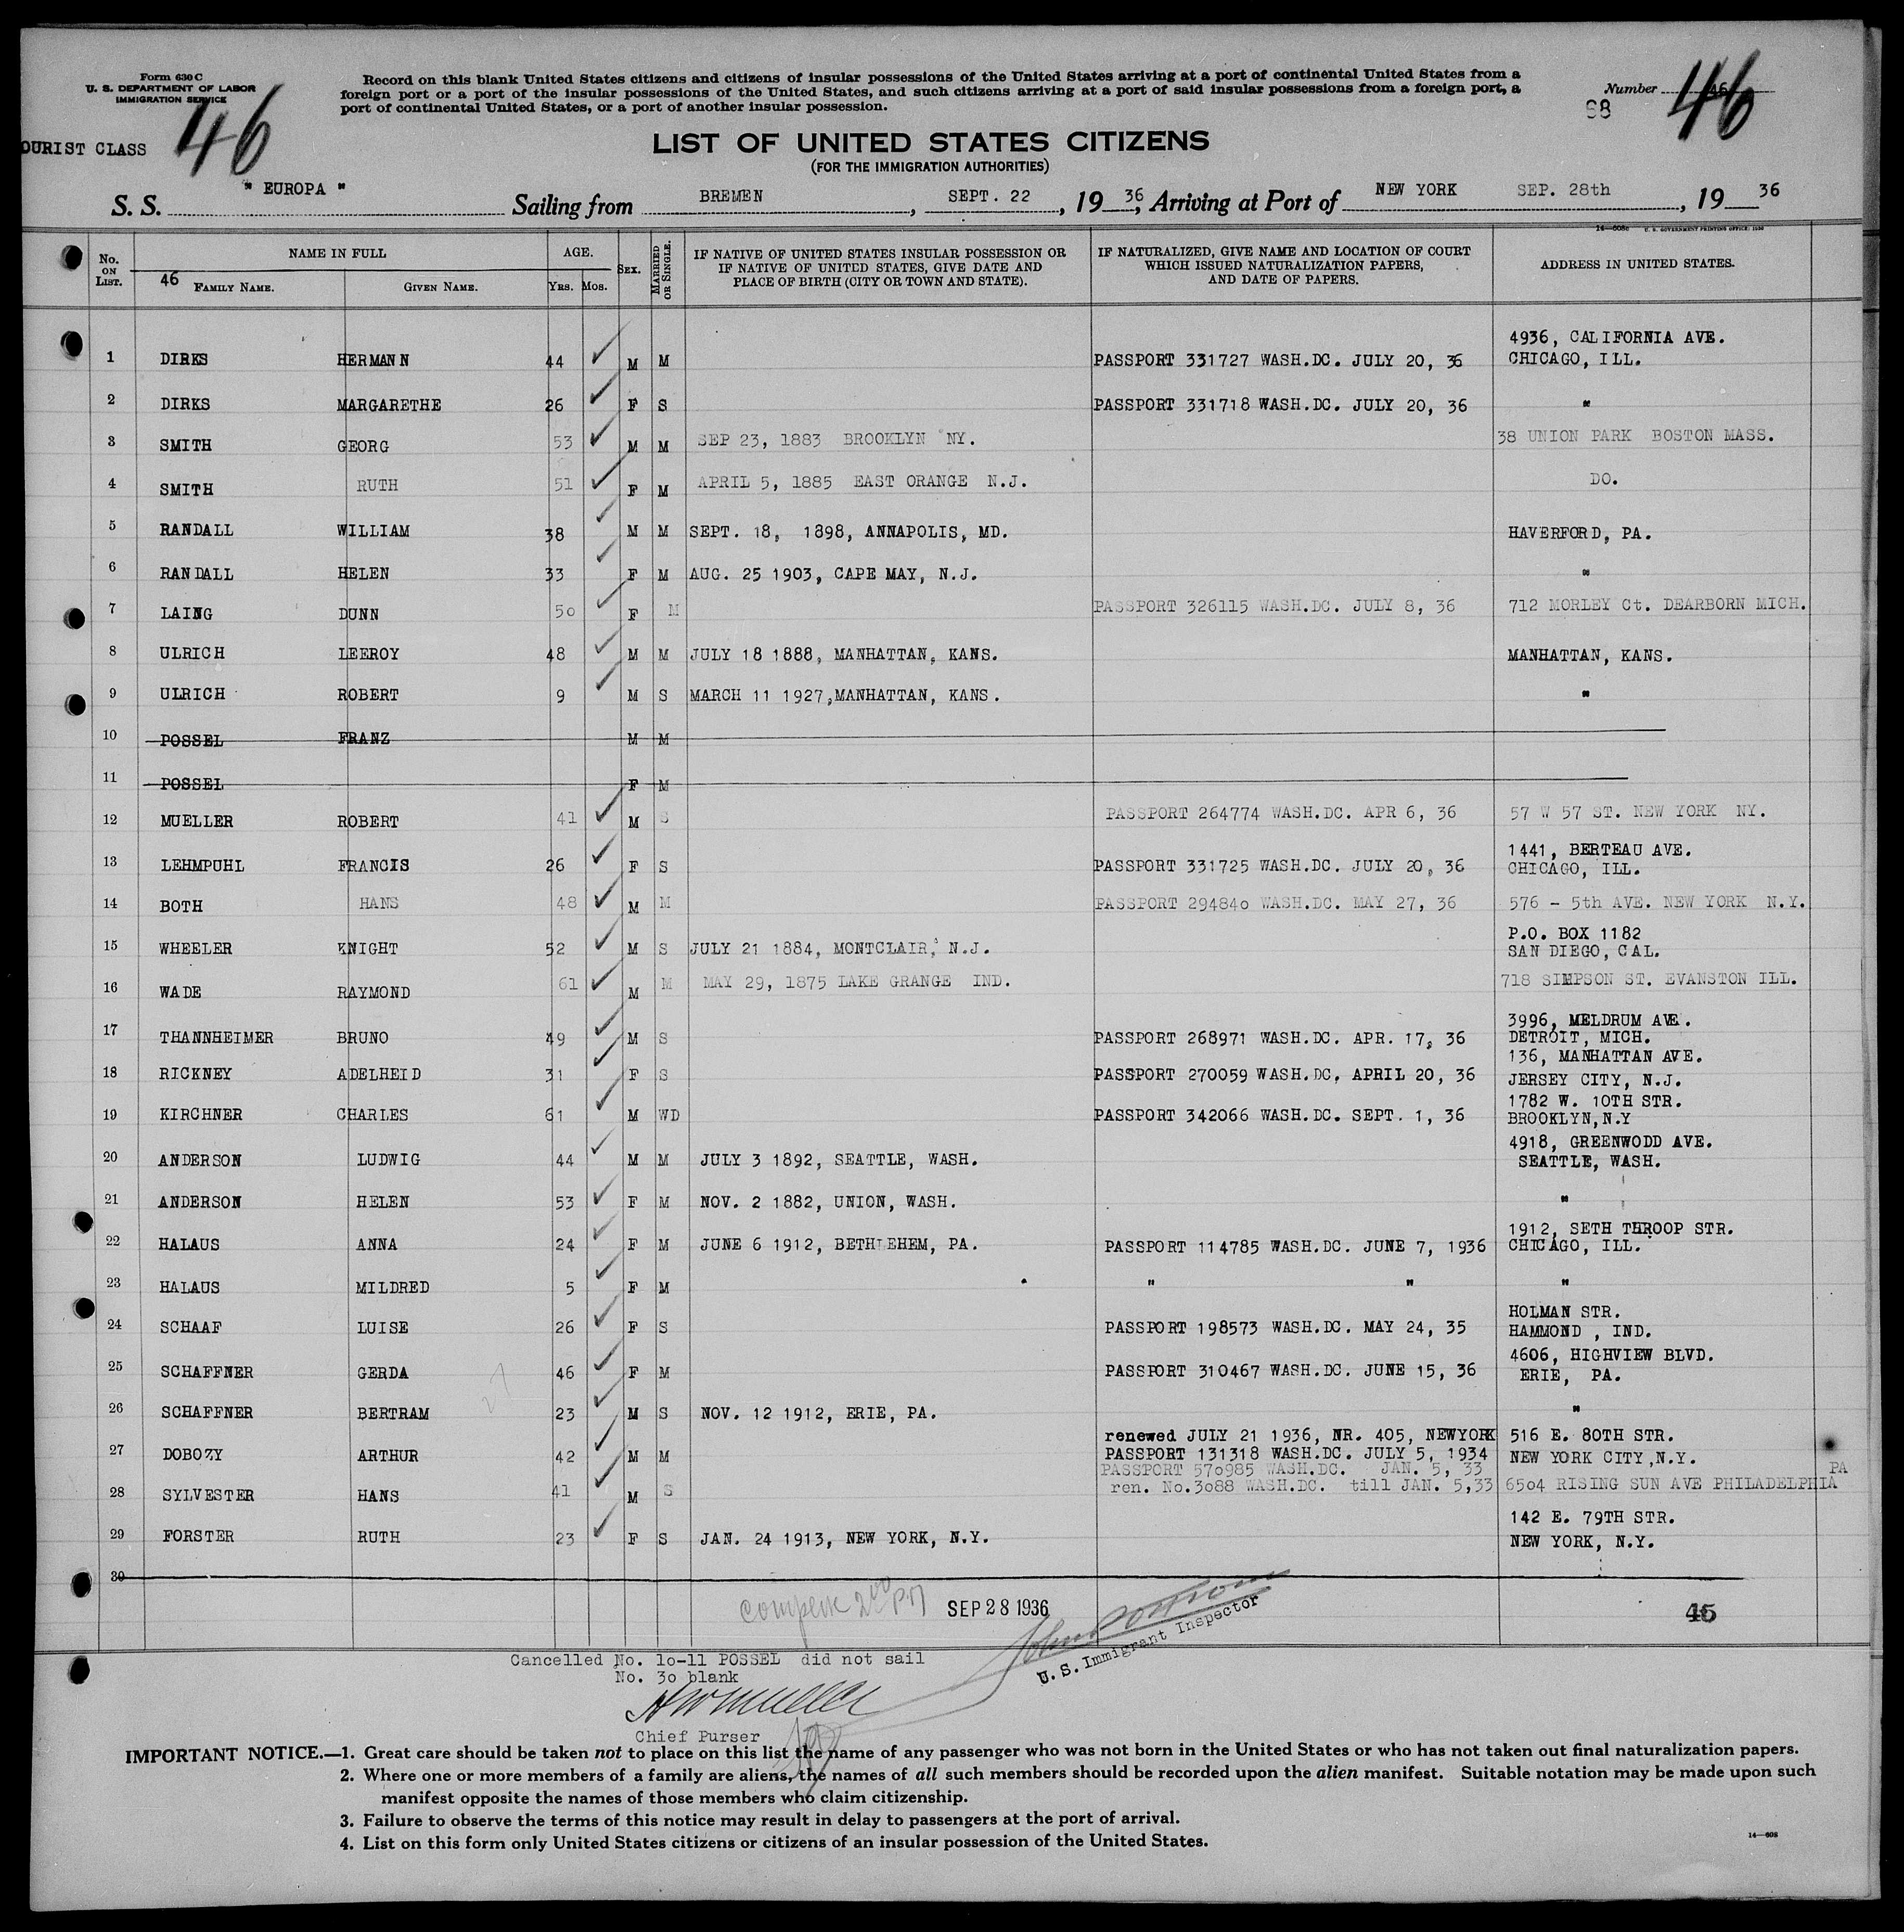 Form 630 C
U. S. DEPARTMENT OF LABOR
IMMIGRATION SERVICE
Record on this blank United States citizens and citizens of insular possessions of the United States arriving at a port of continental United States from a
foreign port or a port of the insular possessions of the United States, and such citizens arriving at a port of said insular possessions from a foreign port, a
port of continental United States, or a port of another insular possession.
Number 46
98
46
46
OURIST CLASS
LIST OF UNITED STATES CITIZENS
(FOR THE IMMIGRATION AUTHORITIES)
S. S. " EUROPA " Sailing from BREMEN, SEPT. 22, 19 36, Arriving at Port of NEW YORK SEP. 28th, 19 36
14—608c U. S. GOVERNMENT PRINTING OFFICE: 1930
No. ON LIST. NAME IN FULL AGE. SEX. MARRIED OR SINGLE. IF NATIVE OF UNITED STATES INSULAR POSSESSION OR IF NATIVE OF UNITED STATES, GIVE DATE AND PLACE OF BIRTH (CITY OR TOWN AND STATE). IF NATURALIZED, GIVE NAME AND LOCATION OF COURT WHICH ISSUED NATURALIZATION PAPERS, AND DATE OF PAPERS. ADDRESS IN UNITED STATES.
46 FAMILY NAME. GIVEN NAME. YRS. MOS.
4936, CALIFORNIA AVE.
1 DIRKS HERMANN 44 M M PASSPORT 331727 WASH.DC. JULY 20, 36 CHICAGO, ILL.
2 DIRKS MARGARETHE 26 F S PASSPORT 331718 WASH.DC. JULY 20, 36 "
3 SMITH GEORG 53 M M SEP 23, 1883 BROOKLYN NY. 38 UNION PARK BOSTON MASS.
4 SMITH RUTH 51 F M APRIL 5, 1885 EAST ORANGE N.J. DO.
5 RANDALL WILLIAM 38 M M SEPT. 18, 1898, ANNAPOLIS, MD. HAVERFORD, PA.
6 RANDALL HELEN 33 F M AUG. 25 1903, CAPE MAY, N.J. "
7 LAING DUNN 50 F M PASSPORT 326115 WASH.DC. JULY 8, 36 712 MORLEY Ct. DEARBORN MICH.
8 ULRICH LEEROY 48 M M JULY 18 1888, MANHATTAN, KANS. MANHATTAN, KANS.
9 ULRICH ROBERT 9 M S MARCH 11 1927,MANHATTAN, KANS. "
10 POSSEL FRANZ M M
11 POSSEL F M
12 MUELLER ROBERT 41 M S PASSPORT 264774 WASH.DC. APR 6, 36 57 W 57 ST. NEW YORK NY.
1441, BERTEAU AVE.
13 LEHMPUHL FRANCIS 26 F S PASSPORT 331725 WASH.DC. JULY 20, 36 CHICAGO, ILL.
14 BOTH HANS 48 M M PASSPORT 294840 WASH.DC. MAY 27, 36 576 - 5th AVE. NEW YORK N.Y.
P.O. BOX 1182
15 WHEELER KNIGHT 52 M S JULY 21 1884, MONTCLAIR, N.J. SAN DIEGO, CAL.
16 WADE RAYMOND 61 M M MAY 29, 1875 LAKE GRANGE IND. 718 SIMPSON ST. EVANSTON ILL.
3996, MELDRUM AVE.
17 THANNHEIMER BRUNO 49 M S PASSPORT 268971 WASH.DC. APR. 17, 36 DETROIT, MICH.
136, MANHATTAN AVE.
18 RICKNEY ADELHEID 31 F S PASSPORT 270059 WASH.DC. APRIL 20, 36 JERSEY CITY, N.J.
1782 W. 10TH STR.
19 KIRCHNER CHARLES 61 M WD PASSPORT 342066 WASH.DC. SEPT. 1, 36 BROOKLYN,N.Y
4918, GREENWODD AVE.
20 ANDERSON LUDWIG 44 M M JULY 3 1892, SEATTLE, WASH. SEATTLE, WASH.
21 ANDERSON HELEN 53 F M NOV. 2 1882, UNION, WASH. "
1912, SETH THROOP STR.
22 HALAUS ANNA 24 F M JUNE 6 1912, BETHLEHEM, PA. PASSPORT 114785 WASH.DC. JUNE 7, 1936 CHICAGO, ILL.
23 HALAUS MILDRED 5 F M " " "
HOLMAN STR.
24 SCHAAF LUISE 26 F S PASSPORT 198573 WASH.DC. MAY 24, 35 HAMMOND , IND.
4606, HIGHVIEW BLVD.
25 SCHAFFNER GERDA 46 F M PASSPORT 310467 WASH.DC. JUNE 15, 36 ERIE, PA.
26 SCHAFFNER BERTRAM 23 M S NOV. 12 1912, ERIE, PA. "
renewed JULY 21 1936, NR. 405, NEWYORK 516 E. 80TH STR.
27 DOBOZY ARTHUR 42 M M PASSPORT 131318 WASH.DC. JULY 5, 1934 NEW YORK CITY,N.Y.
PASSPORT 570985 WASH.DC. JAN. 5, 33 PA
28 SYLVESTER HANS 41 M S ren. No.3088 WASH.DC. till JAN. 5,33 6504 RISING SUN AVE PHILADELPHIA
142 E. 79TH STR.
29 FORSTER RUTH 23 F S JAN. 24 1913, NEW YORK, N.Y. NEW YORK, N.Y.
30
27
SEP 28 1936
45
U. S. Immigrant Inspector
Cancelled No. 10-11 POSSEL did not sail
No. 30 blank
Chief Purser
IMPORTANT NOTICE.—1. Great care should be taken not to place on this list the name of any passenger who was not born in the United States or who has not taken out final naturalization papers.
2. Where one or more members of a family are aliens, the names of all such members should be recorded upon the alien manifest. Suitable notation may be made upon such
manifest opposite the names of those members who claim citizenship.
3. Failure to observe the terms of this notice may result in delay to passengers at the port of arrival.
4. List on this form only United States citizens or citizens of an insular possession of the United States.
14—608